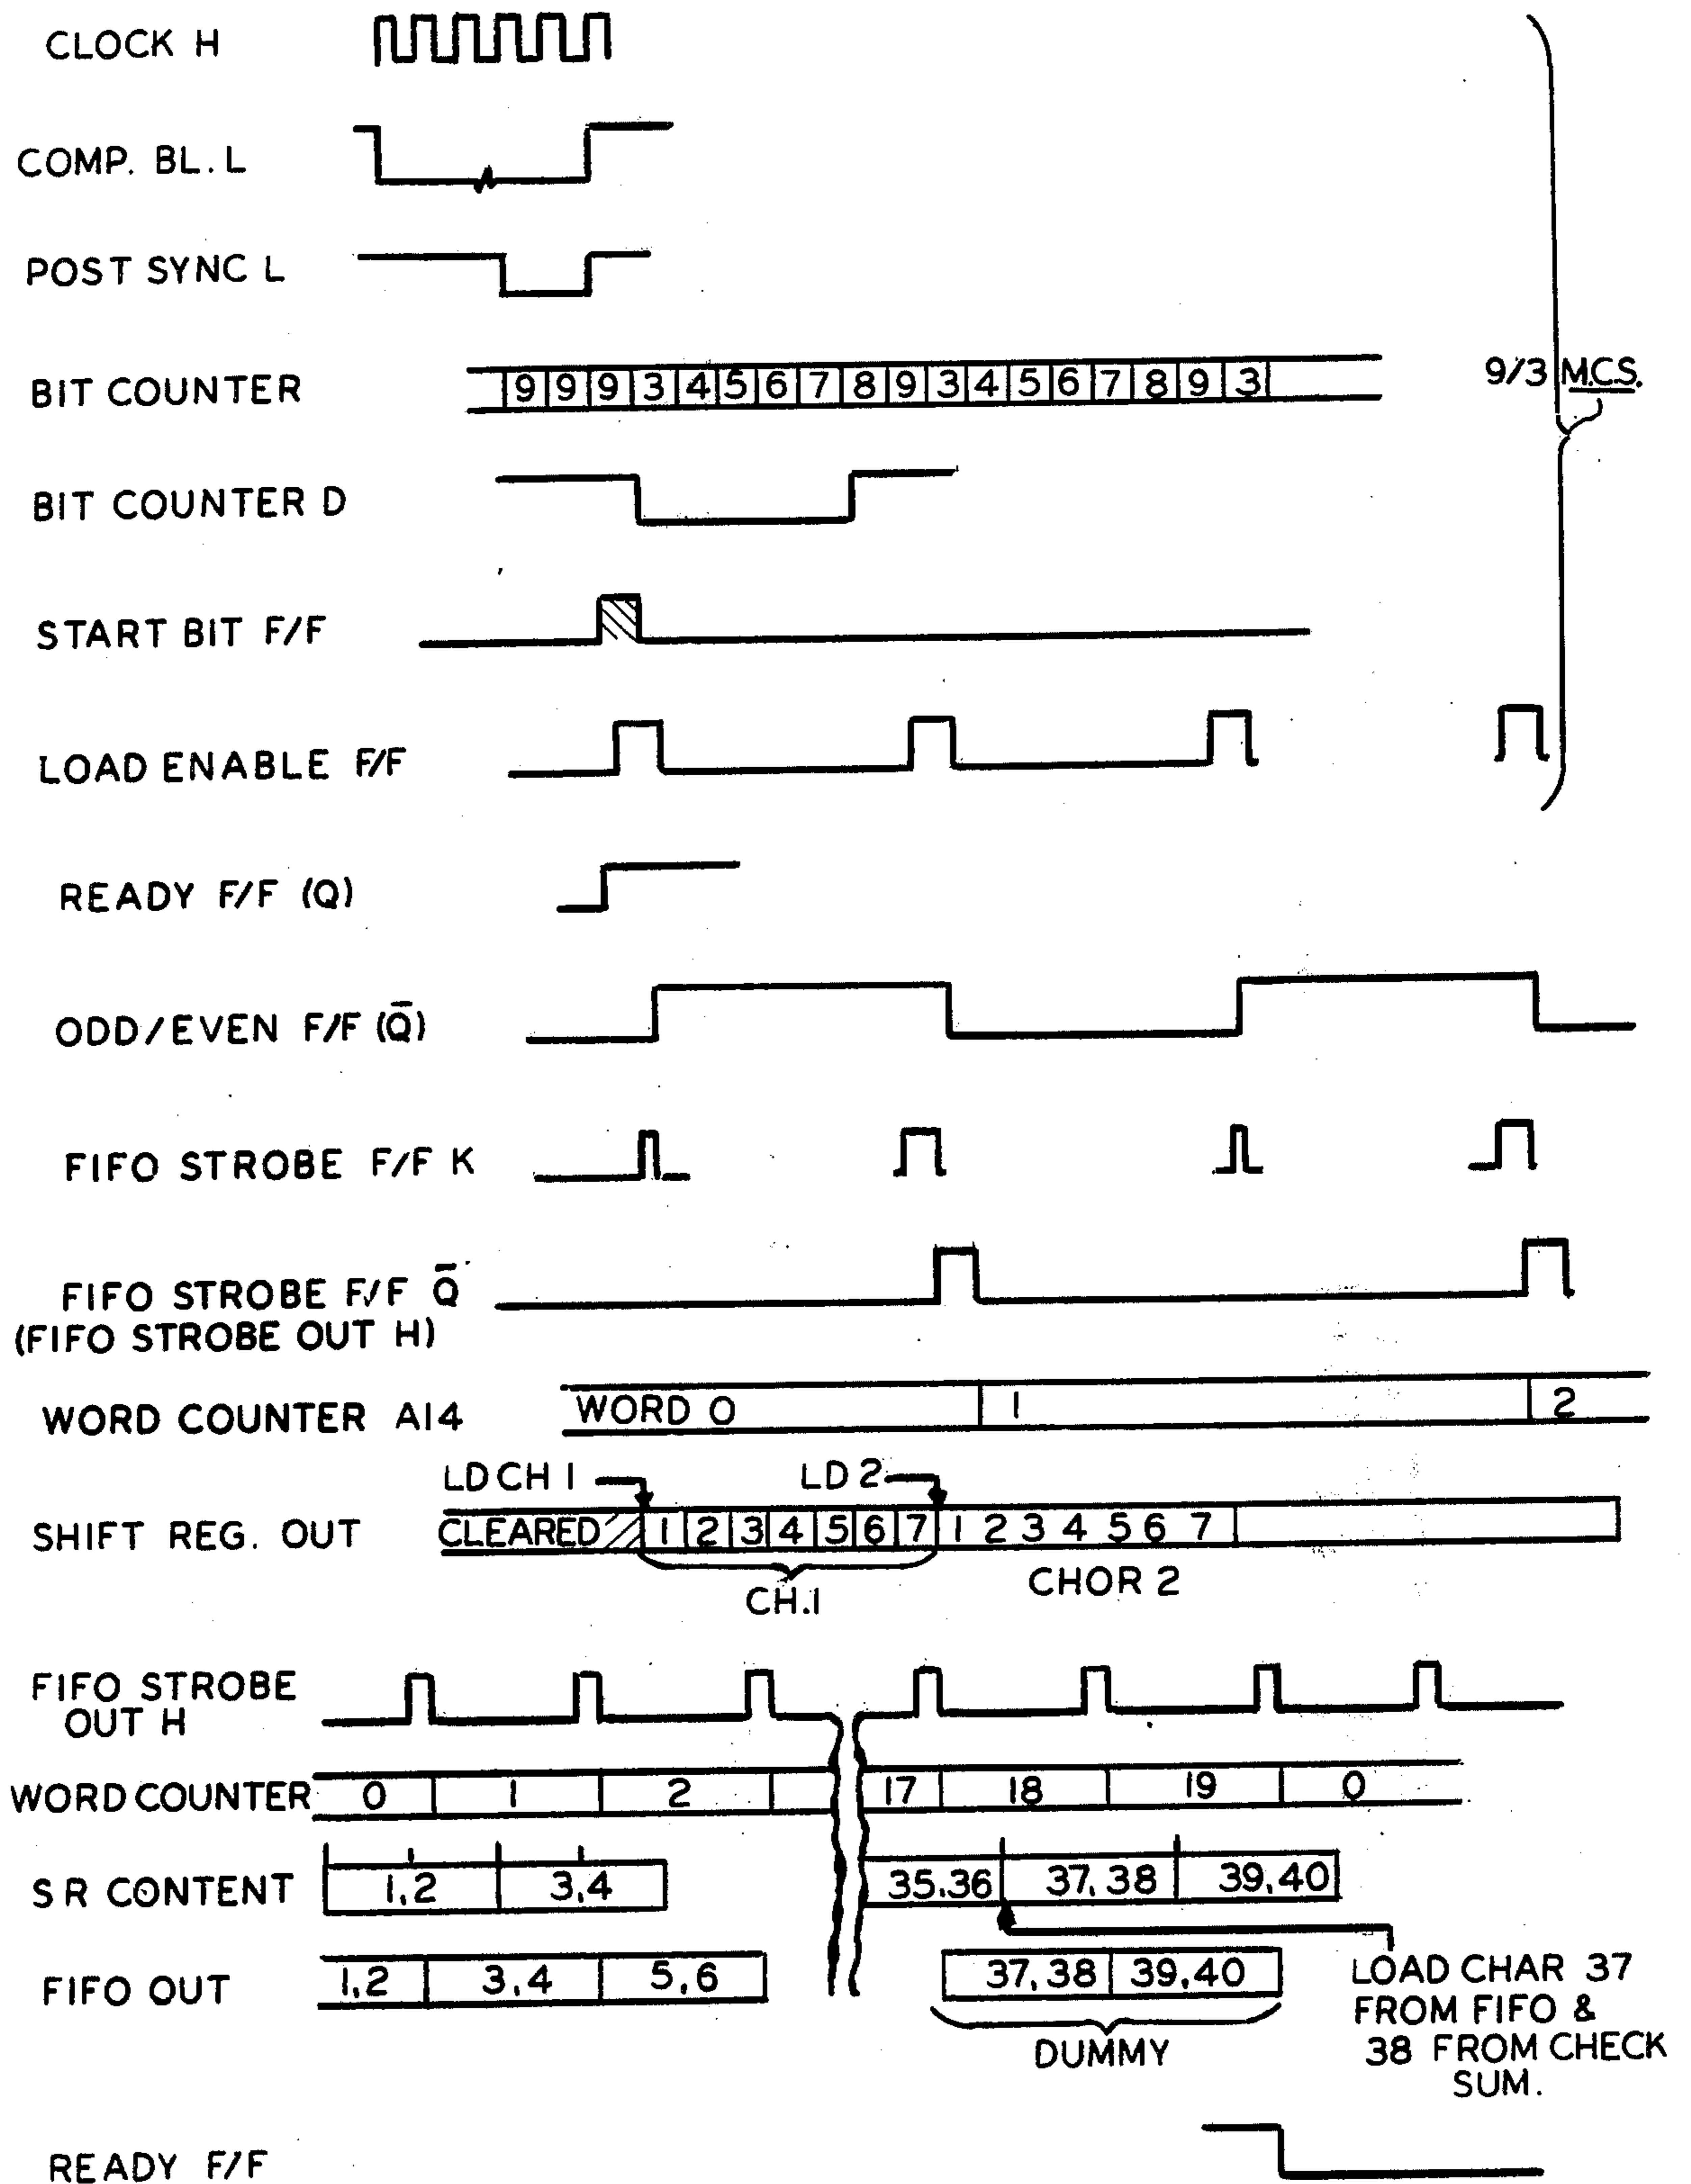 CLOCK H
COMP. BL. L
POST SYNC L
BIT COUNTER 9 9 9 3 4 5 6 7 8 9 3 4 5 6 7 8 9 3
9/3 M.C.S.
BIT COUNTER D
START BIT F/F
LOAD ENABLE F/F
READY F/F (Q)
ODD/EVEN F/F (Q̄)
FIFO STROBE F/F K
FIFO STROBE F/F Q̄
(FIFO STROBE OUT H)
WORD COUNTER A14 WORD 0 1 2
LD CH 1 LD 2
SHIFT REG. OUT CLEARED 1 2 3 4 5 6 7 1 2 3 4 5 6 7
CH.1 CHOR 2
FIFO STROBE
OUT H
WORD COUNTER 0 1 2 17 18 19 0
SR CONTENT 1,2 3,4 35,36 37,38 39,40
FIFO OUT 1,2 3,4 5,6 37,38 39,40
DUMMY
LOAD CHAR 37
FROM FIFO &
38 FROM CHECK
SUM.
READY F/F